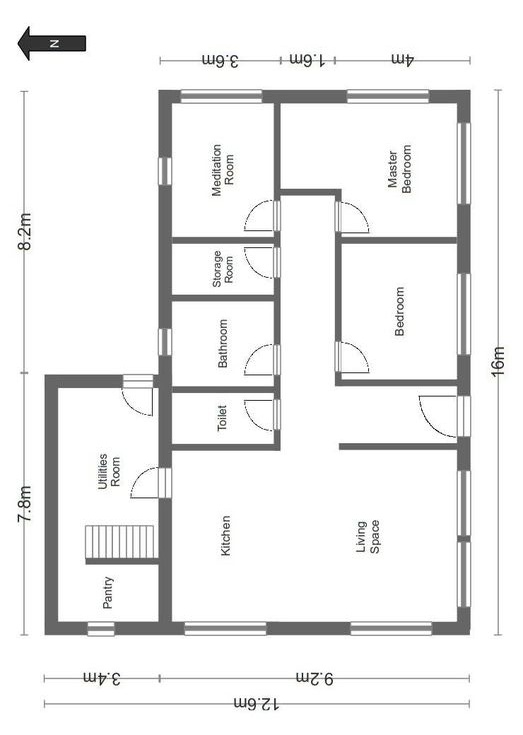 N
3.6m
1.6m
4m
Meditation
Room
Master
Bedroom
8.2m
Storage
Room
Bedroom
Bathroom
16m
Toilet
Utilities
Room
7.8m
Kitchen
Living
Space
Pantry
3.4m
9.2m
12.6m